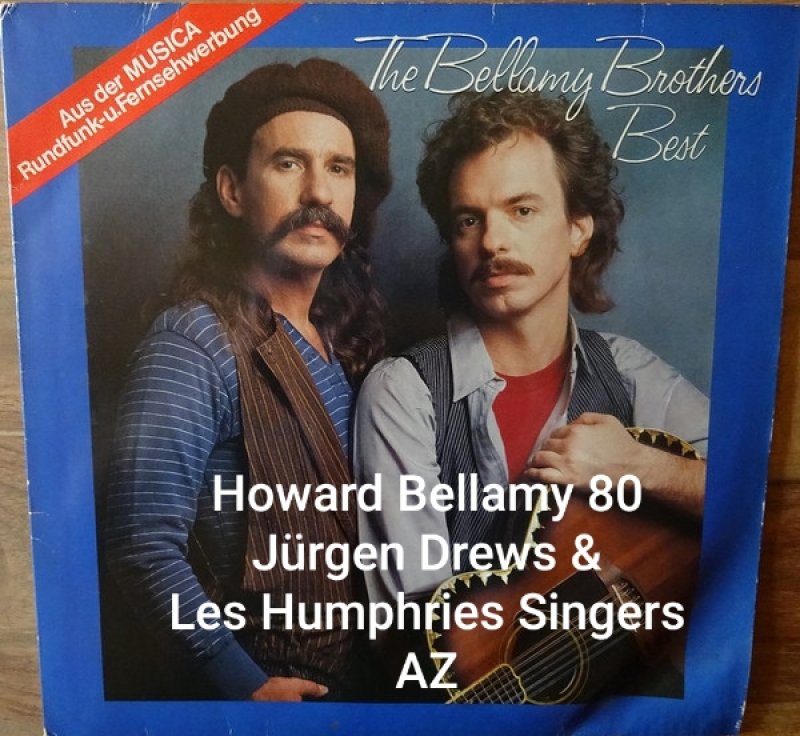 Aus der MUSICA
Rundfunk-u.Fernsehwerbung
The Bellamy Brothers
Best
Howard Bellamy 80
Jürgen Drews &
Les Humphries Singers
AZ